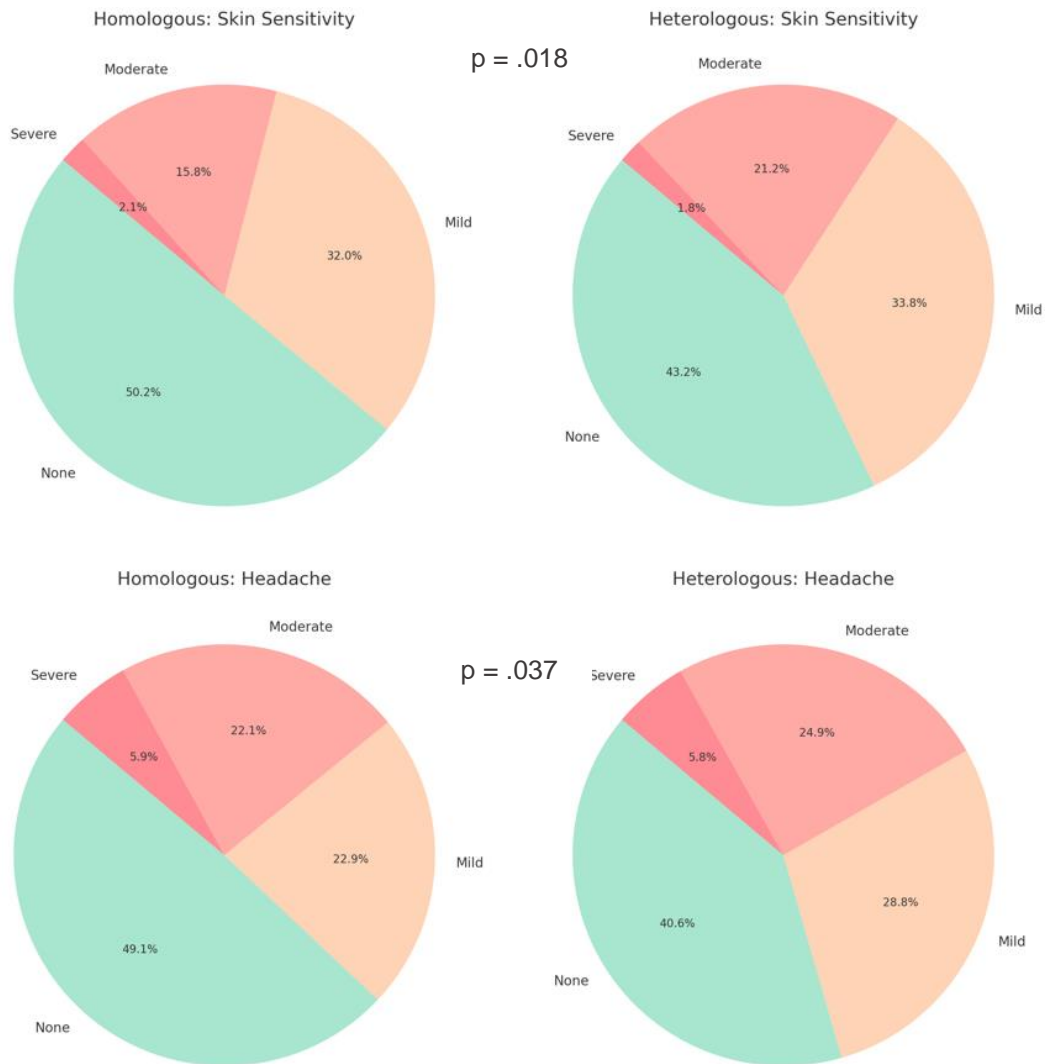 Homologous: Skin Sensitivity
Moderate
Severe
15.8%
2.1%
Mild
32.0%
50.2%
None
p = .018
Heterologous: Skin Sensitivity
Moderate
Severe
21.2%
1.8%
33.8%
Mild
43.2%
None
Homologous: Headache
Moderate
Severe
22.1%
5.9%
22.9%
Mild
49.1%
None
p = .037
Heterologous: Headache
Moderate
Severe
24.9%
5.8%
28.8%
Mild
40.6%
None